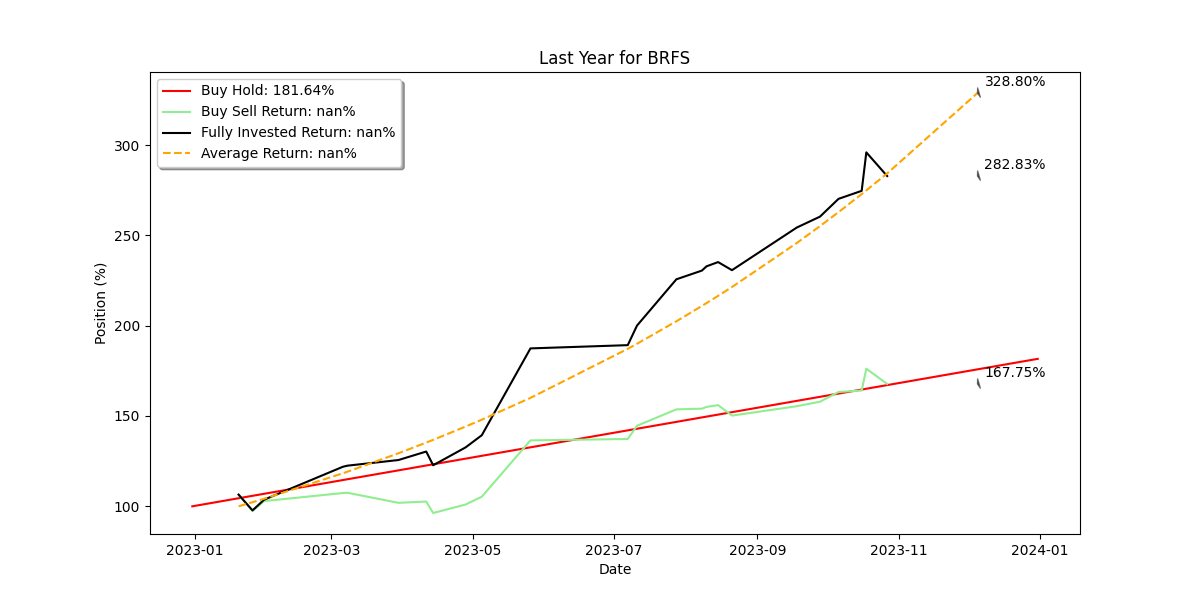 Last Year for BRFS
Buy Hold: 181.64%
Buy Sell Return: nan%
Fully Invested Return: nan%
Average Return: nan%
328.80%
282.83%
167.75%
Position (%)
300
250
200
150
100
2023-01 2023-03 2023-05 2023-07 2023-09 2023-11 2024-01
Date